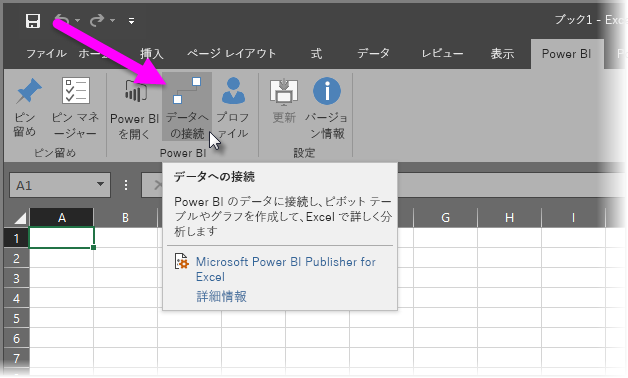 ブック1 - Exc
ファイル ホーム 挿入 ページ レイアウト 式 データ レビュー 表示 Power BI
ピン
留め
ピン マネ
ージャー
Power BI
を開く
データへ
の接続
プロフ
ァイル
更新
バージョ
ン情報
ピン留め Power BI 設定
A1
データへの接続
Power BI のデータに接続し、ピボット テー
ブルやグラフを作成して、Excel で詳しく分
析します
Microsoft Power BI Publisher for
Excel
詳細情報
A B G H I
1
2
3
4
5
6
7